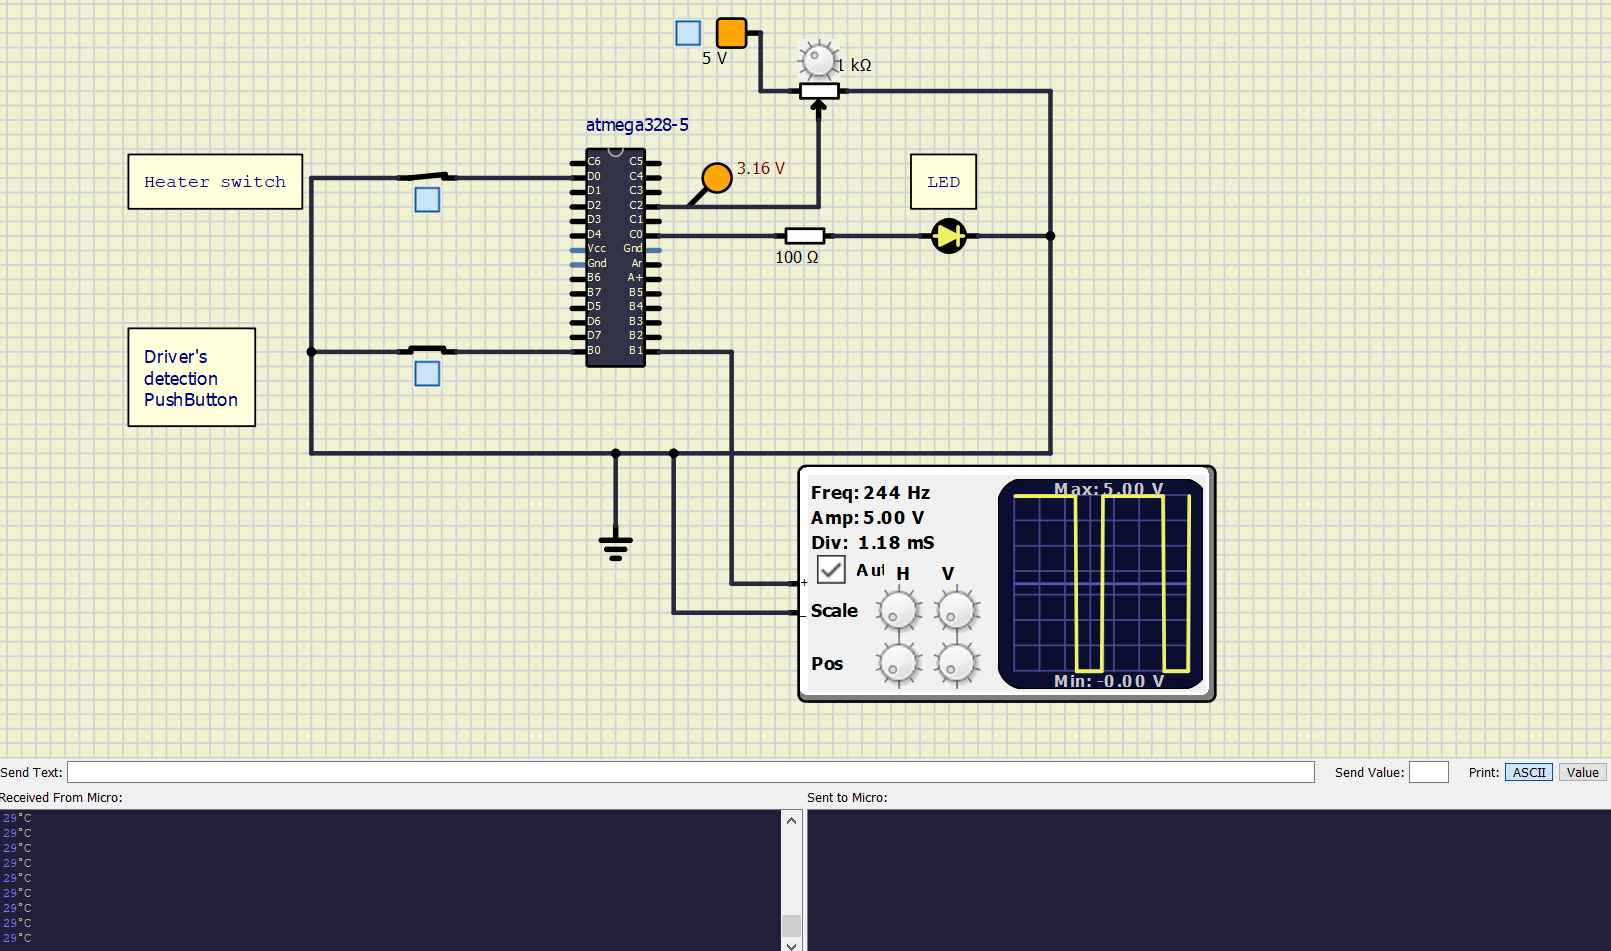 5 V
1 kΩ
atmega328-5
Heater switch
3.16 V
LED
C6 C5
D0 C4
D1 C3
D2 C2
D3 C1
D4 C0
Vcc Gnd
Gnd Ar
B6 A+
B7 B5
D5 B4
D6 B3
D7 B2
B0 B1
100 Ω
Driver's
detection
PushButton
Freq: 244 Hz
Amp: 5.00 V
Div: 1.18 mS
Aut H V
+
Scale
_
Pos
Max: 5.00 V
Min: -0.00 V
Send Text:
Send Value:
Print: ASCII Value
Received From Micro:
Sent to Micro:
29°C
29°C
29°C
29°C
29°C
29°C
29°C
29°C
29°C